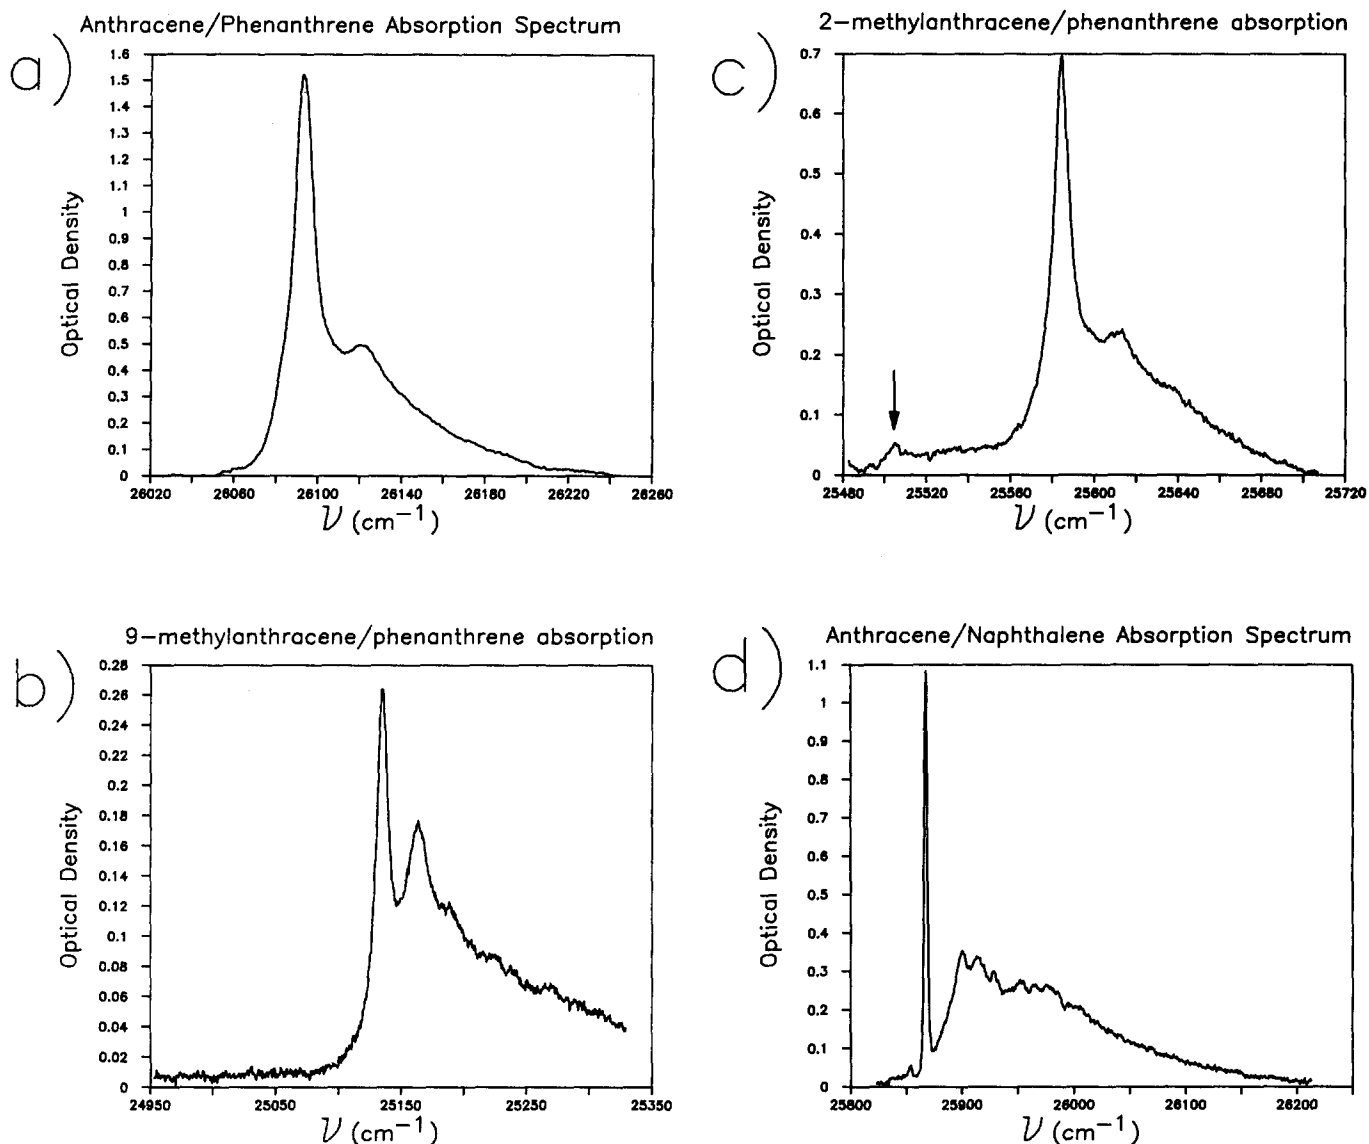 a)
Anthracene/Phenanthrene Absorption Spectrum
Optical Density
1.6
1.5
1.4
1.3
1.2
1.1
1
0.9
0.8
0.7
0.6
0.5
0.4
0.3
0.2
0.1
0
26020 26060 26100 26140 26180 26220 26260
ν (cm⁻¹)
c)
2-methylanthracene/phenanthrene absorption
Optical Density
0.7
0.6
0.5
0.4
0.3
0.2
0.1
0
25480 25520 25560 25600 25640 25680 25720
ν (cm⁻¹)
b)
9-methylanthracene/phenanthrene absorption
Optical Density
0.28
0.26
0.24
0.22
0.2
0.18
0.16
0.14
0.12
0.1
0.08
0.06
0.04
0.02
0
24950 25050 25150 25250 25350
ν (cm⁻¹)
d)
Anthracene/Naphthalene Absorption Spectrum
Optical Density
1.1
1
0.9
0.8
0.7
0.6
0.5
0.4
0.3
0.2
0.1
0
25800 25900 26000 26100 26200
ν (cm⁻¹)